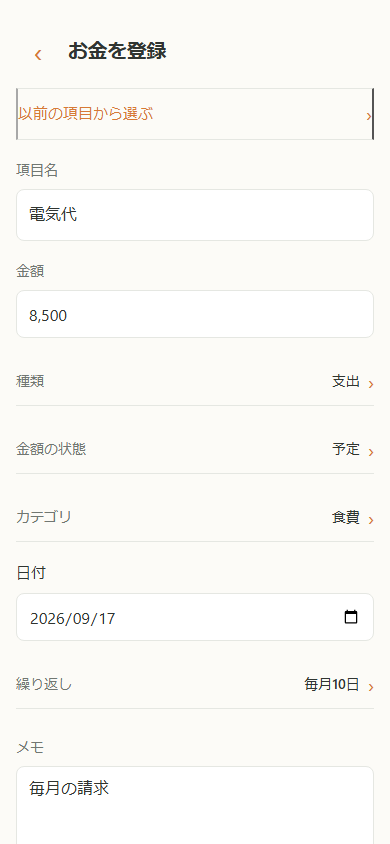 ‹ お金を登録
以前の項目から選ぶ ›
項目名
電気代
金額
8,500
種類 支出 ›
金額の状態 予定 ›
カテゴリ 食費 ›
日付
2026/09/17
繰り返し 毎月10日 ›
メモ
毎月の請求